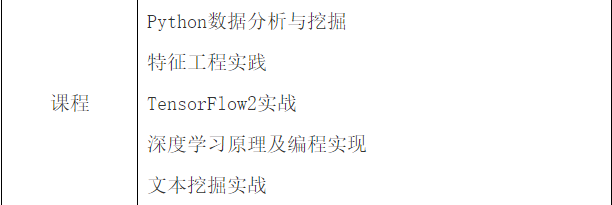 课程
Python数据分析与挖掘
特征工程实践
TensorFlow2实战
深度学习原理及编程实现
文本挖掘实战